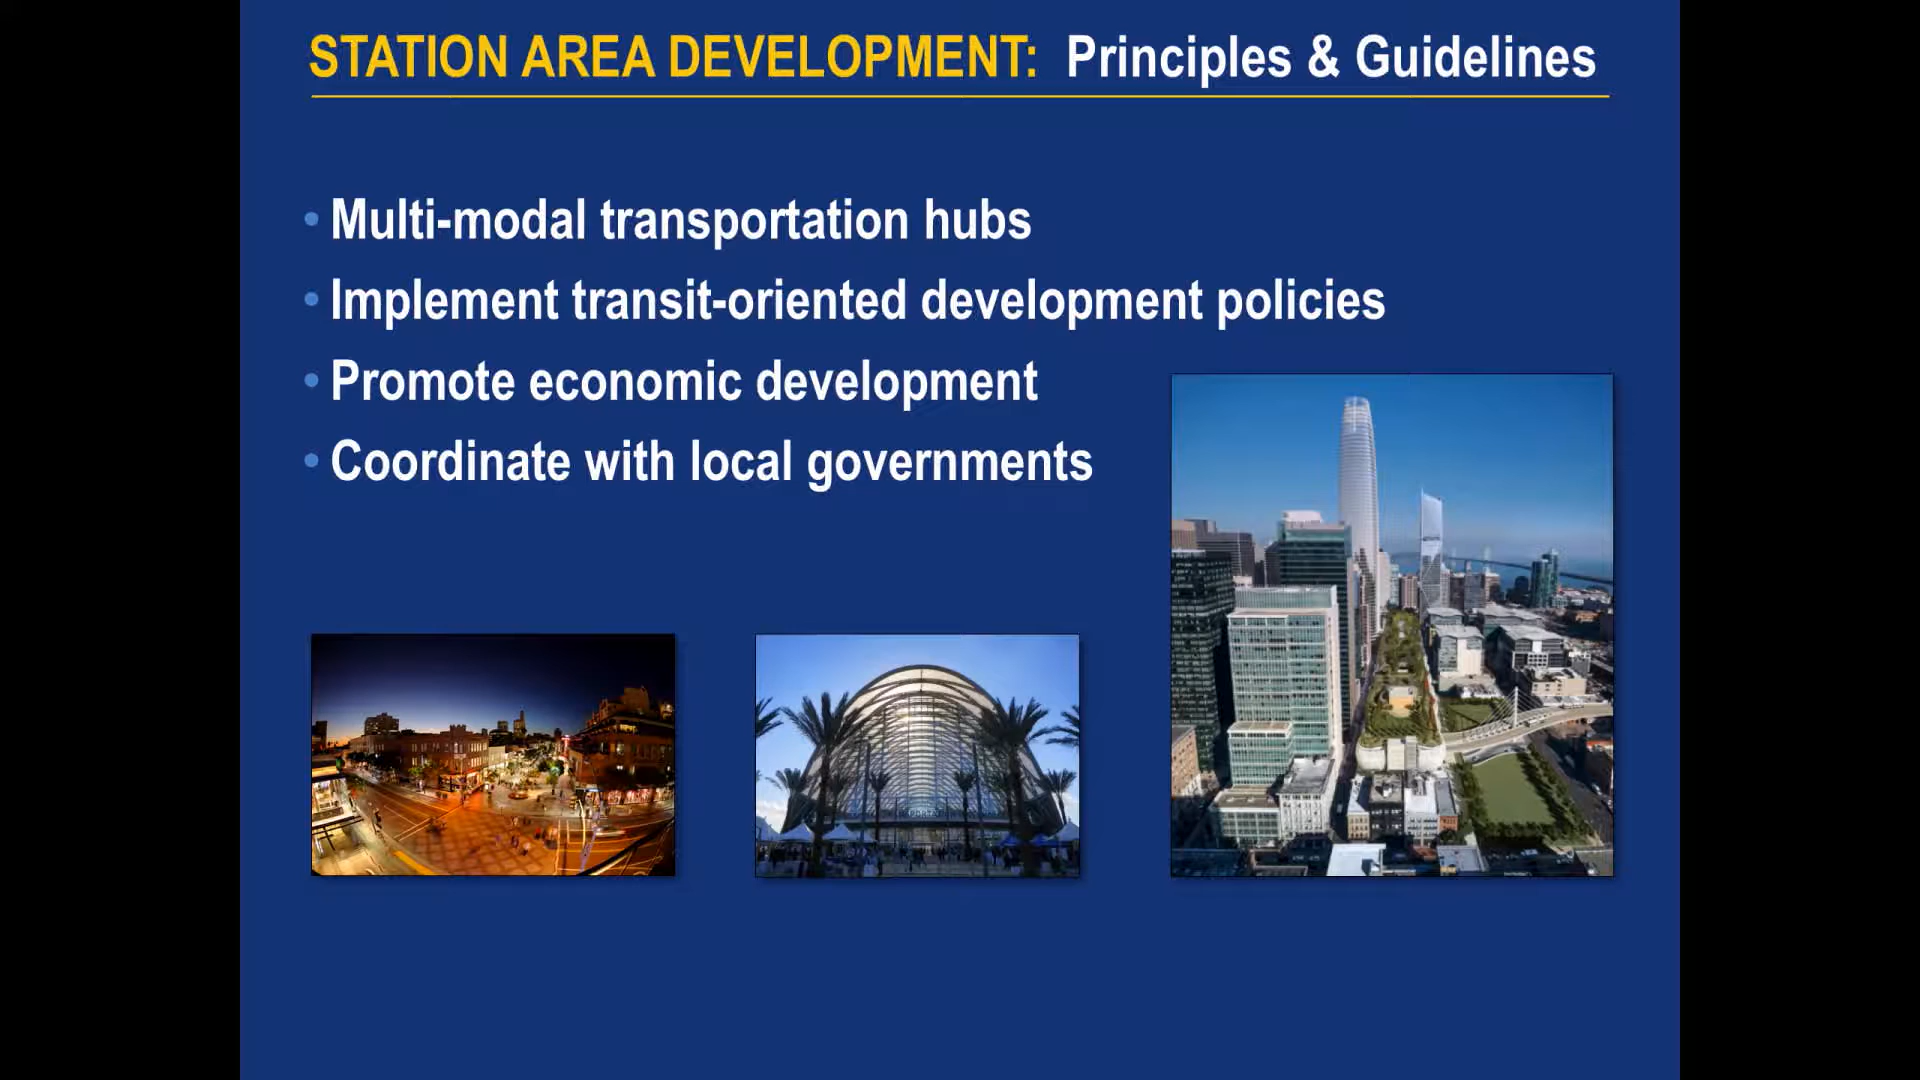 STATION AREA DEVELOPMENT: Principles & Guidelines
• Multi-modal transportation hubs
• Implement transit-oriented development policies
• Promote economic development
• Coordinate with local governments